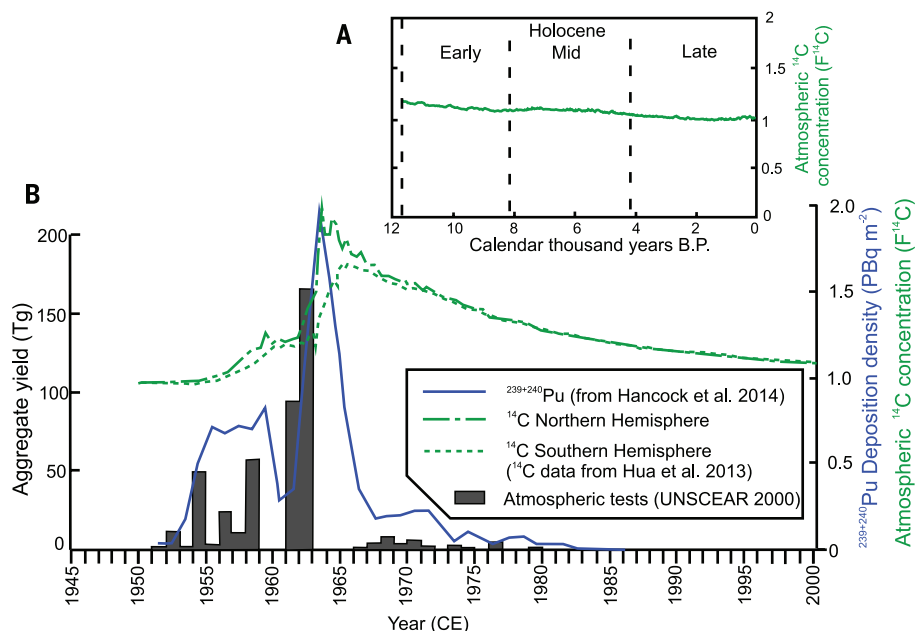 A
Holocene
Early
Mid
Late
2
1.5
1
0.5
0
Atmospheric ¹⁴C
concentration (F¹⁴C)
12
10
8
6
4
2
0
Calendar thousand years B.P.
B
200
150
100
50
0
Aggregate yield (Tg)
2.0
1.5
1.0
0.5
0
²³⁹⁺²⁴⁰Pu Deposition density (PBq m⁻²)
Atmospheric ¹⁴C concentration (F¹⁴C)
²³⁹⁺²⁴⁰Pu (from Hancock et al. 2014)
¹⁴C Northern Hemisphere
¹⁴C Southern Hemisphere
(¹⁴C data from Hua et al. 2013)
Atmospheric tests (UNSCEAR 2000)
1945
1950
1955
1960
1965
1970
1975
1980
1985
1990
1995
2000
Year (CE)